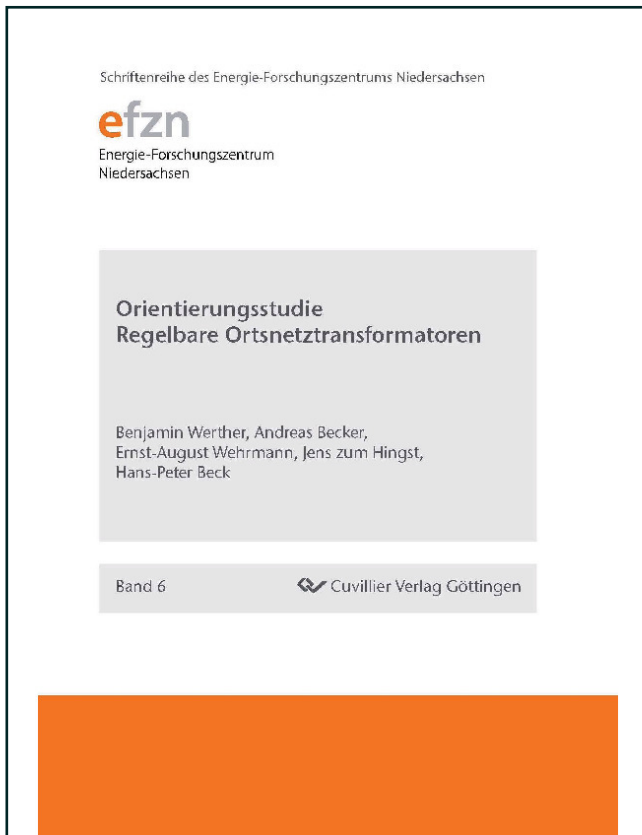 Schriftenreihe des Energie-Forschungszentrums Niedersachsen
efzn
Energie-Forschungszentrum
Niedersachsen
Orientierungsstudie
Regelbare Ortsnetztransformatoren
Benjamin Werther, Andreas Becker,
Ernst-August Wehrmann, Jens zum Hingst,
Hans-Peter Beck
Band 6
Cuvillier Verlag Göttingen